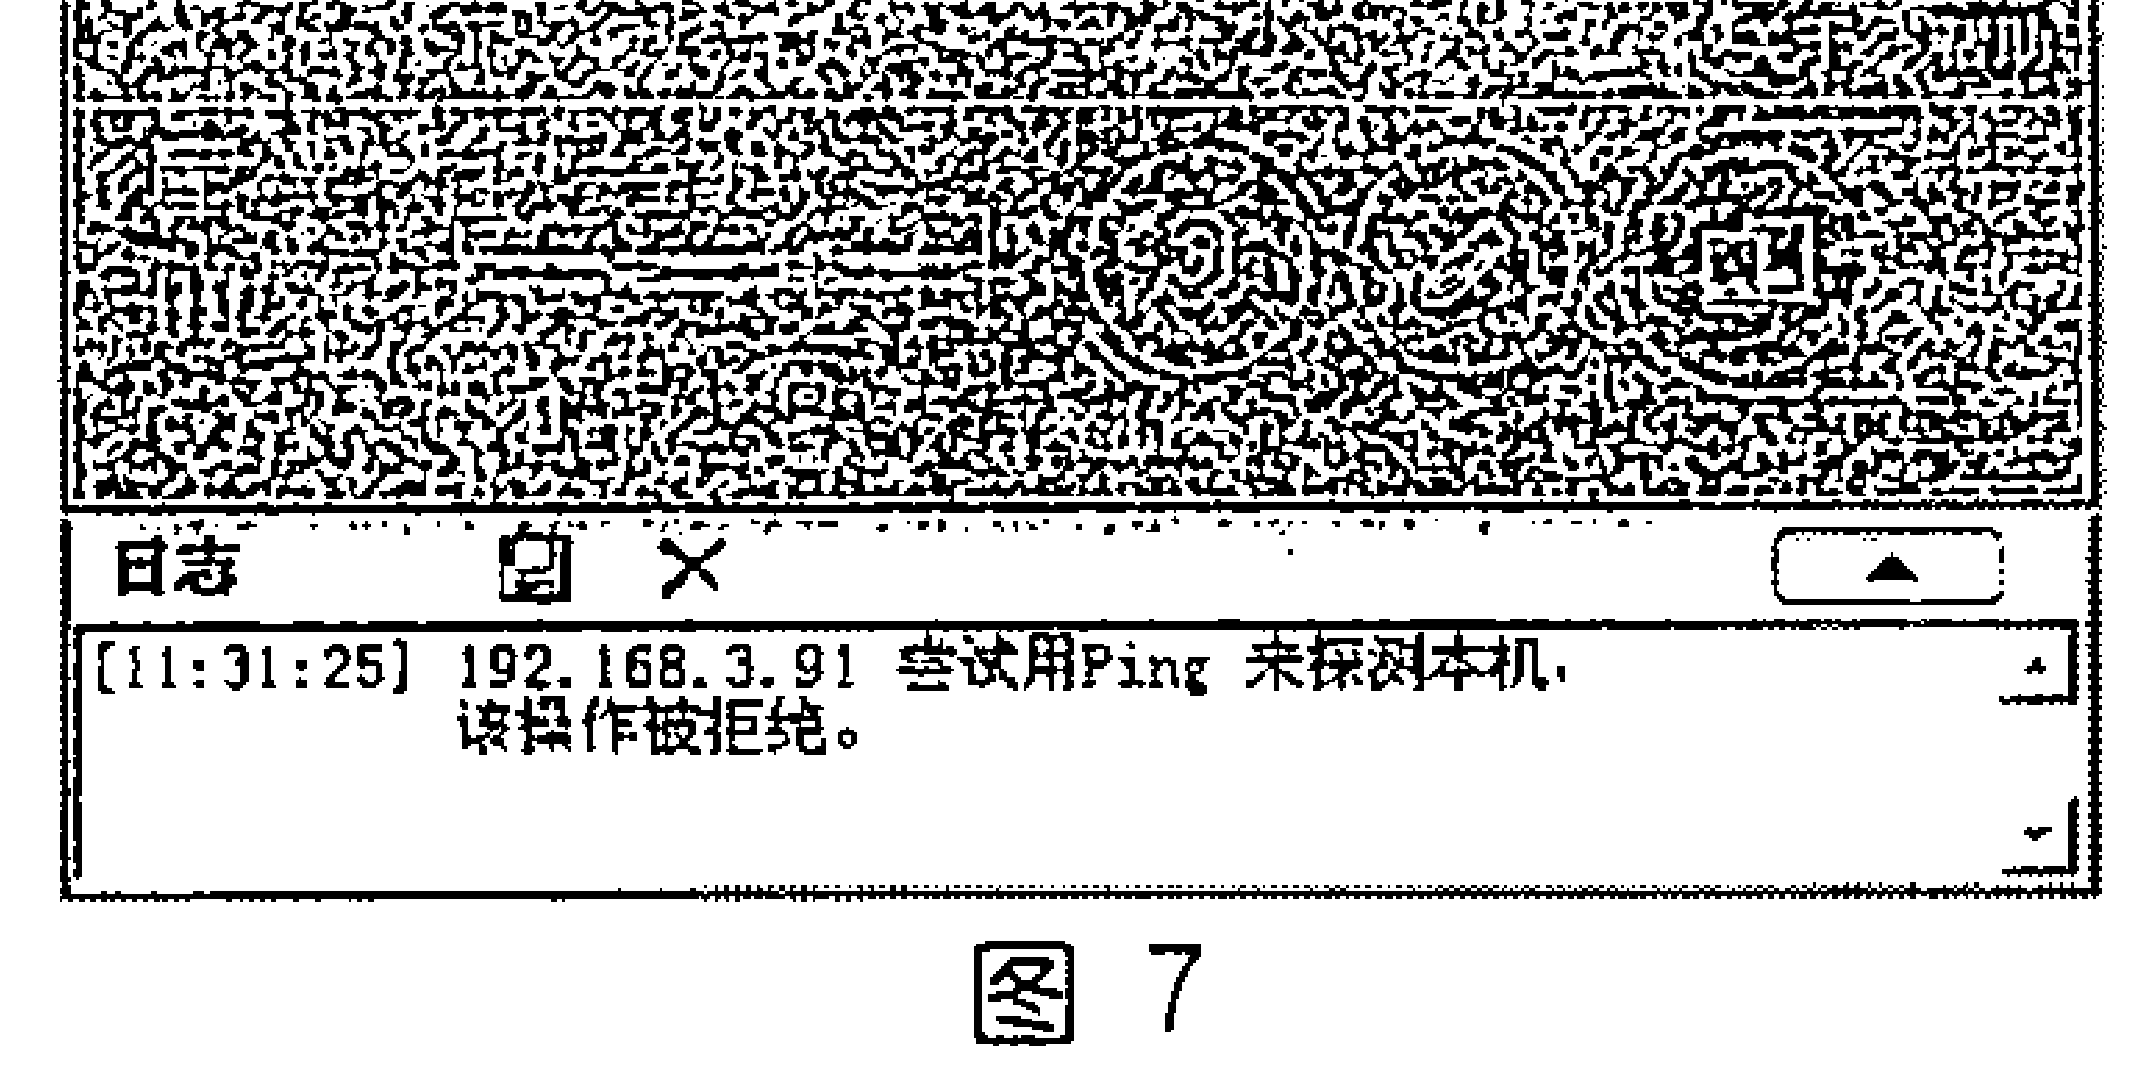 日志
[11:31:25] 192.168.3.91 尝试用Ping 来探测本机，
该操作被拒绝。
图 7